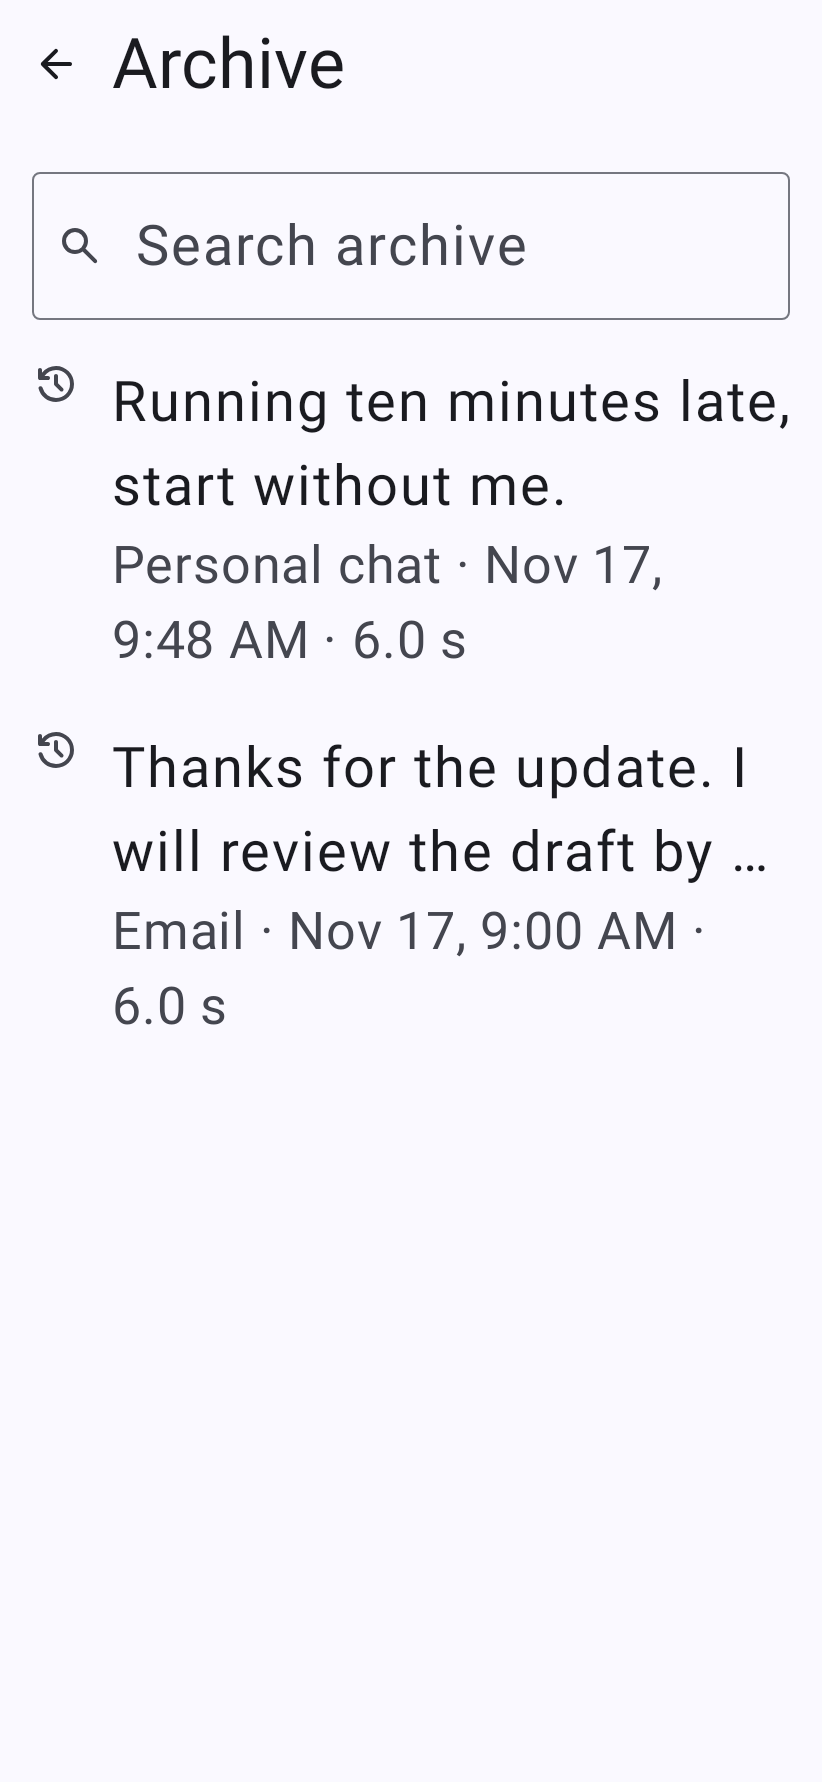 Archive
Search archive
Running ten minutes late,
start without me.
Personal chat · Nov 17,
9:48 AM · 6.0 s
Thanks for the update. I
will review the draft by …
Email · Nov 17, 9:00 AM ·
6.0 s